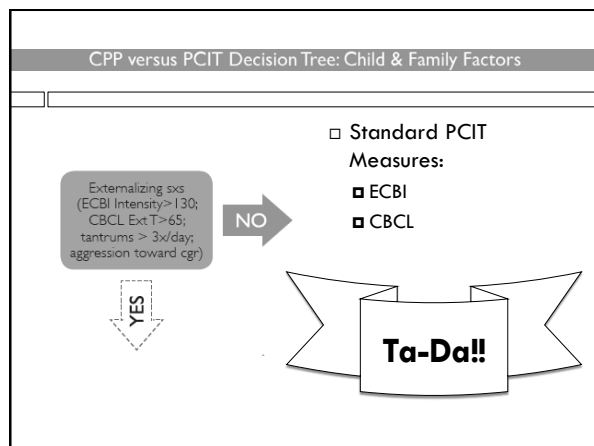 CPP versus PCIT Decision Tree: Child & Family Factors
Externalizing sxs
(ECBI Intensity>130;
CBCL Ext T>65;
tantrums > 3x/day;
aggression toward cgr)
NO
YES
Standard PCIT
Measures:
ECBI
CBCL
Ta-Da!!